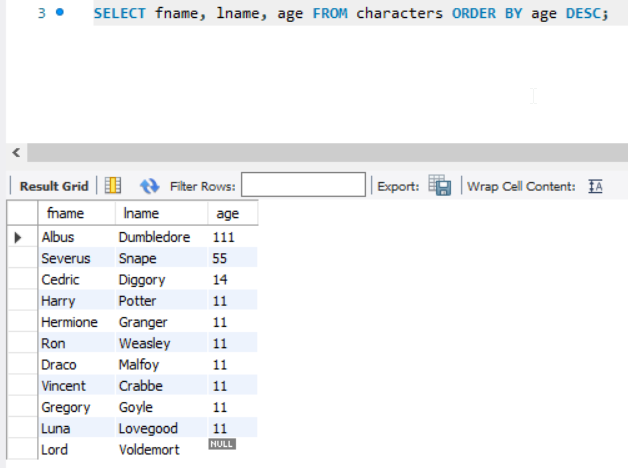 3 SELECT fname, lname, age FROM characters ORDER BY age DESC;
Result Grid Filter Rows: Export: Wrap Cell Content: IA
fname lname age
Albus Dumbledore 111
Severus Snape 55
Cedric Diggory 14
Harry Potter 11
Hermione Granger 11
Ron Weasley 11
Draco Malfoy 11
Vincent Crabbe 11
Gregory Goyle 11
Luna Lovegood 11
Lord Voldemort NULL